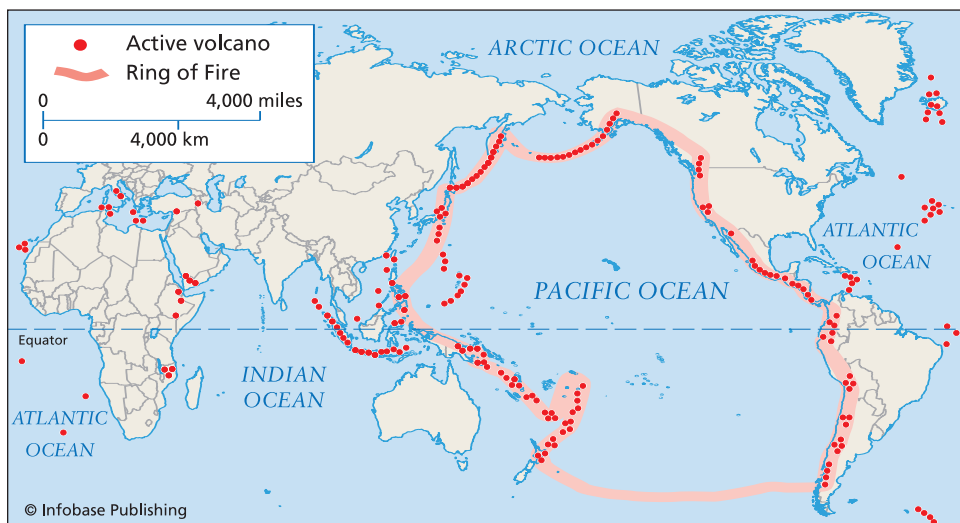 Active volcano
Ring of Fire
0 4,000 miles
0 4,000 km
ARCTIC OCEAN
PACIFIC OCEAN
ATLANTIC
OCEAN
Equator
INDIAN
OCEAN
ATLANTIC
OCEAN
© Infobase Publishing